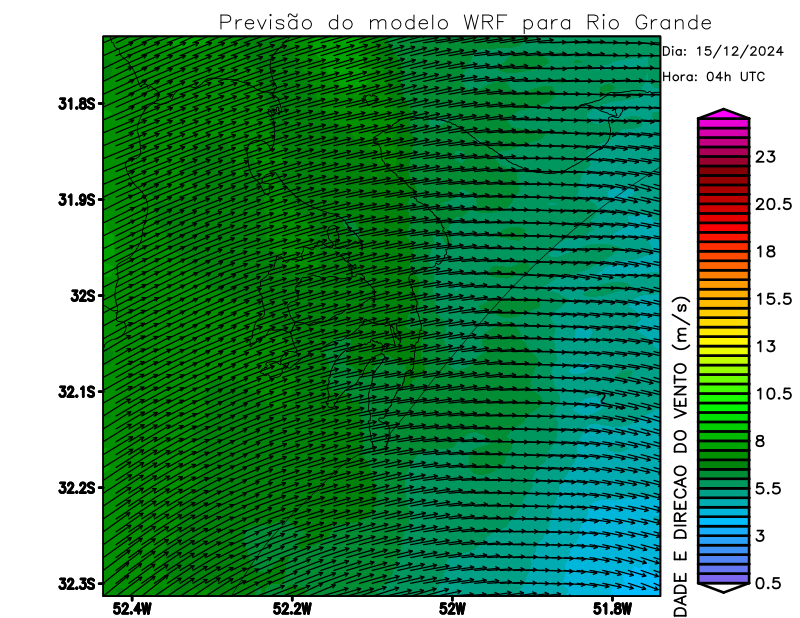 Previsão do modelo WRF para Rio Grande
Dia: 15/12/2024
Hora: 04h UTC
31.8S
31.9S
32S
32.1S
32.2S
32.3S
52.4W
52.2W
52W
51.8W
23
20.5
18
15.5
13
10.5
8
5.5
3
0.5
DADE E DIRECAO DO VENTO (m/s)